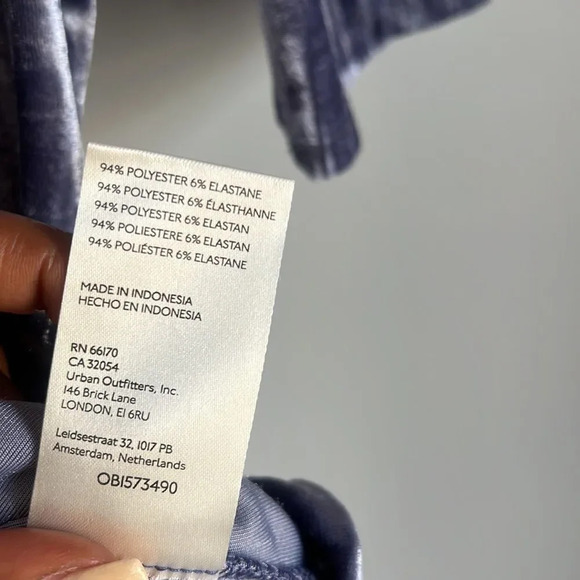 94% POLYESTER 6% ELASTANE
94% POLYESTER 6% ÉLASTHANNE
94% POLYESTER 6% ELASTAN
94% POLIESTERE 6% ELASTAN
94% POLIÉSTER 6% ELASTANE
MADE IN INDONESIA
HECHO EN INDONESIA
RN 66170
CA 32054
Urban Outfitters, Inc.
146 Brick Lane
LONDON, E1 6RU
Leidsestraat 32, 1017 PB
Amsterdam, Netherlands
OB1573490